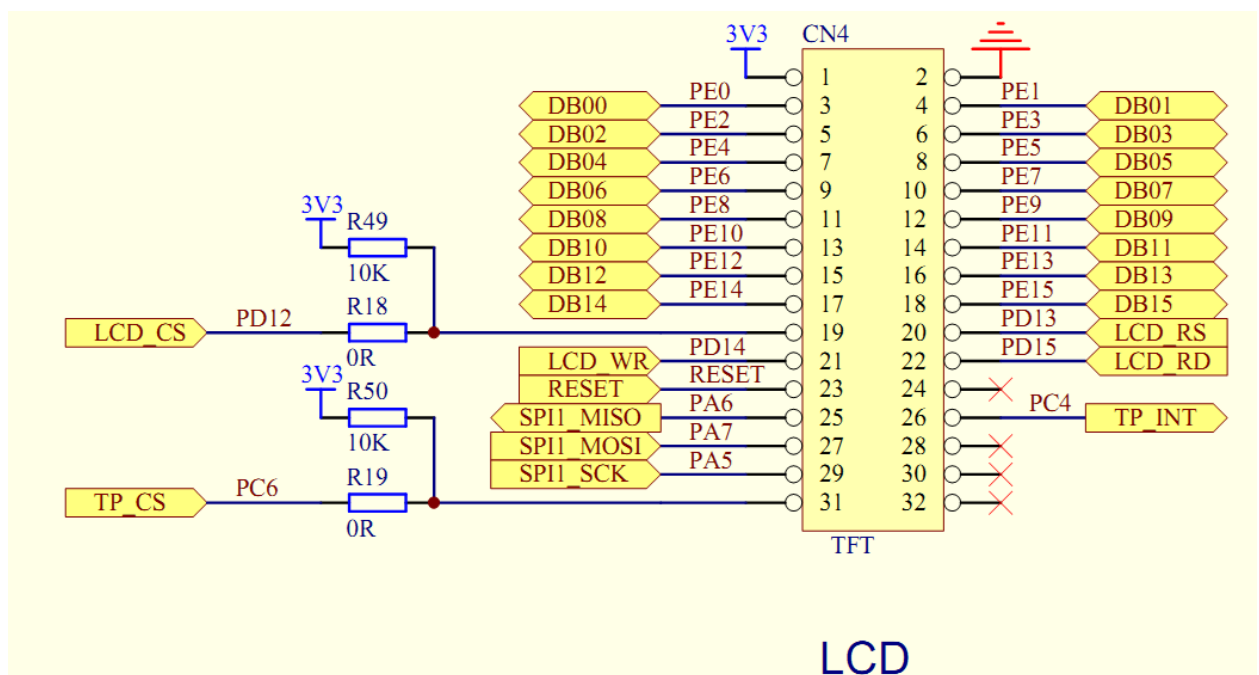 3V3 CN4
1 2
DB00 PE0 3 4 PE1 DB01
DB02 PE2 5 6 PE3 DB03
DB04 PE4 7 8 PE5 DB05
DB06 PE6 9 10 PE7 DB07
DB08 PE8 11 12 PE9 DB09
3V3 R49
DB10 PE10 13 14 PE11 DB11
10K
DB12 PE12 15 16 PE13 DB13
DB14 PE14 17 18 PE15 DB15
R18
LCD_CS PD12 19 20 PD13 LCD_RS
0R
LCD_WR PD14 21 22 PD15 LCD_RD
3V3 R50
RESET RESET 23 24
10K
SPI1_MISO PA6 25 26 PC4 TP_INT
SPI1_MOSI PA7 27 28
R19
SPI1_SCK PA5 29 30
TP_CS PC6 31 32
0R
TFT
LCD